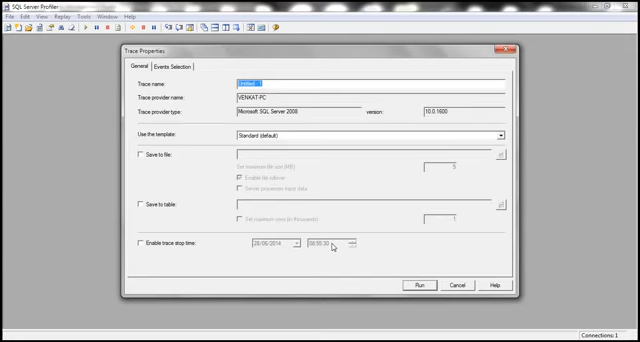 SQL Server Profiler
File Edit View Replay Tools Window Help
Trace Properties
General Events Selection
Trace name: Untitled - 1
Trace provider name: VENKAT-PC
Trace provider type: Microsoft SQL Server 2008 version: 10.0.1600
Use the template: Standard (default)
Save to file:
Set maximum file size (MB) 5
Enable file rollover
Server processes trace data
Save to table:
Set maximum rows (in thousands) 1
Enable trace stop time: 28/06/2014 08:55:30
Run Cancel Help
Connections: 1